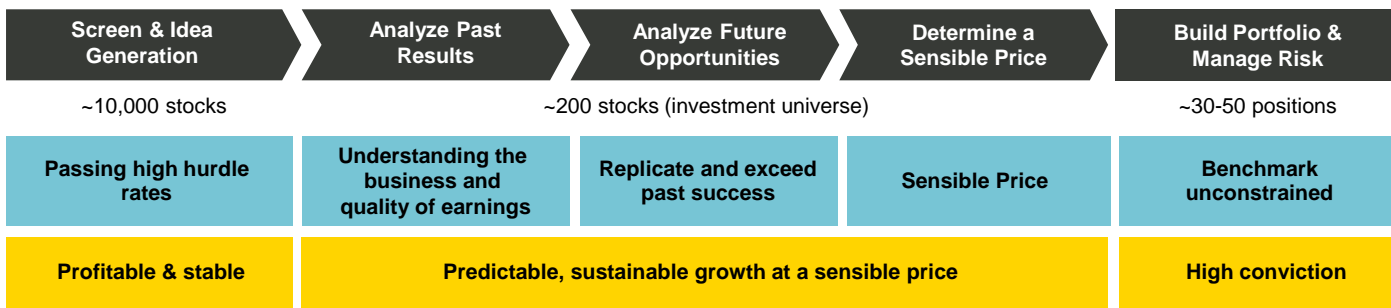 Screen & Idea
Generation
Analyze Past
Results
Analyze Future
Opportunities
Determine a
Sensible Price
Build Portfolio &
Manage Risk
~10,000 stocks
~200 stocks (investment universe)
~30-50 positions
Passing high hurdle
rates
Understanding the
business and
quality of earnings
Replicate and exceed
past success
Sensible Price
Benchmark
unconstrained
Profitable & stable
Predictable, sustainable growth at a sensible price
High conviction